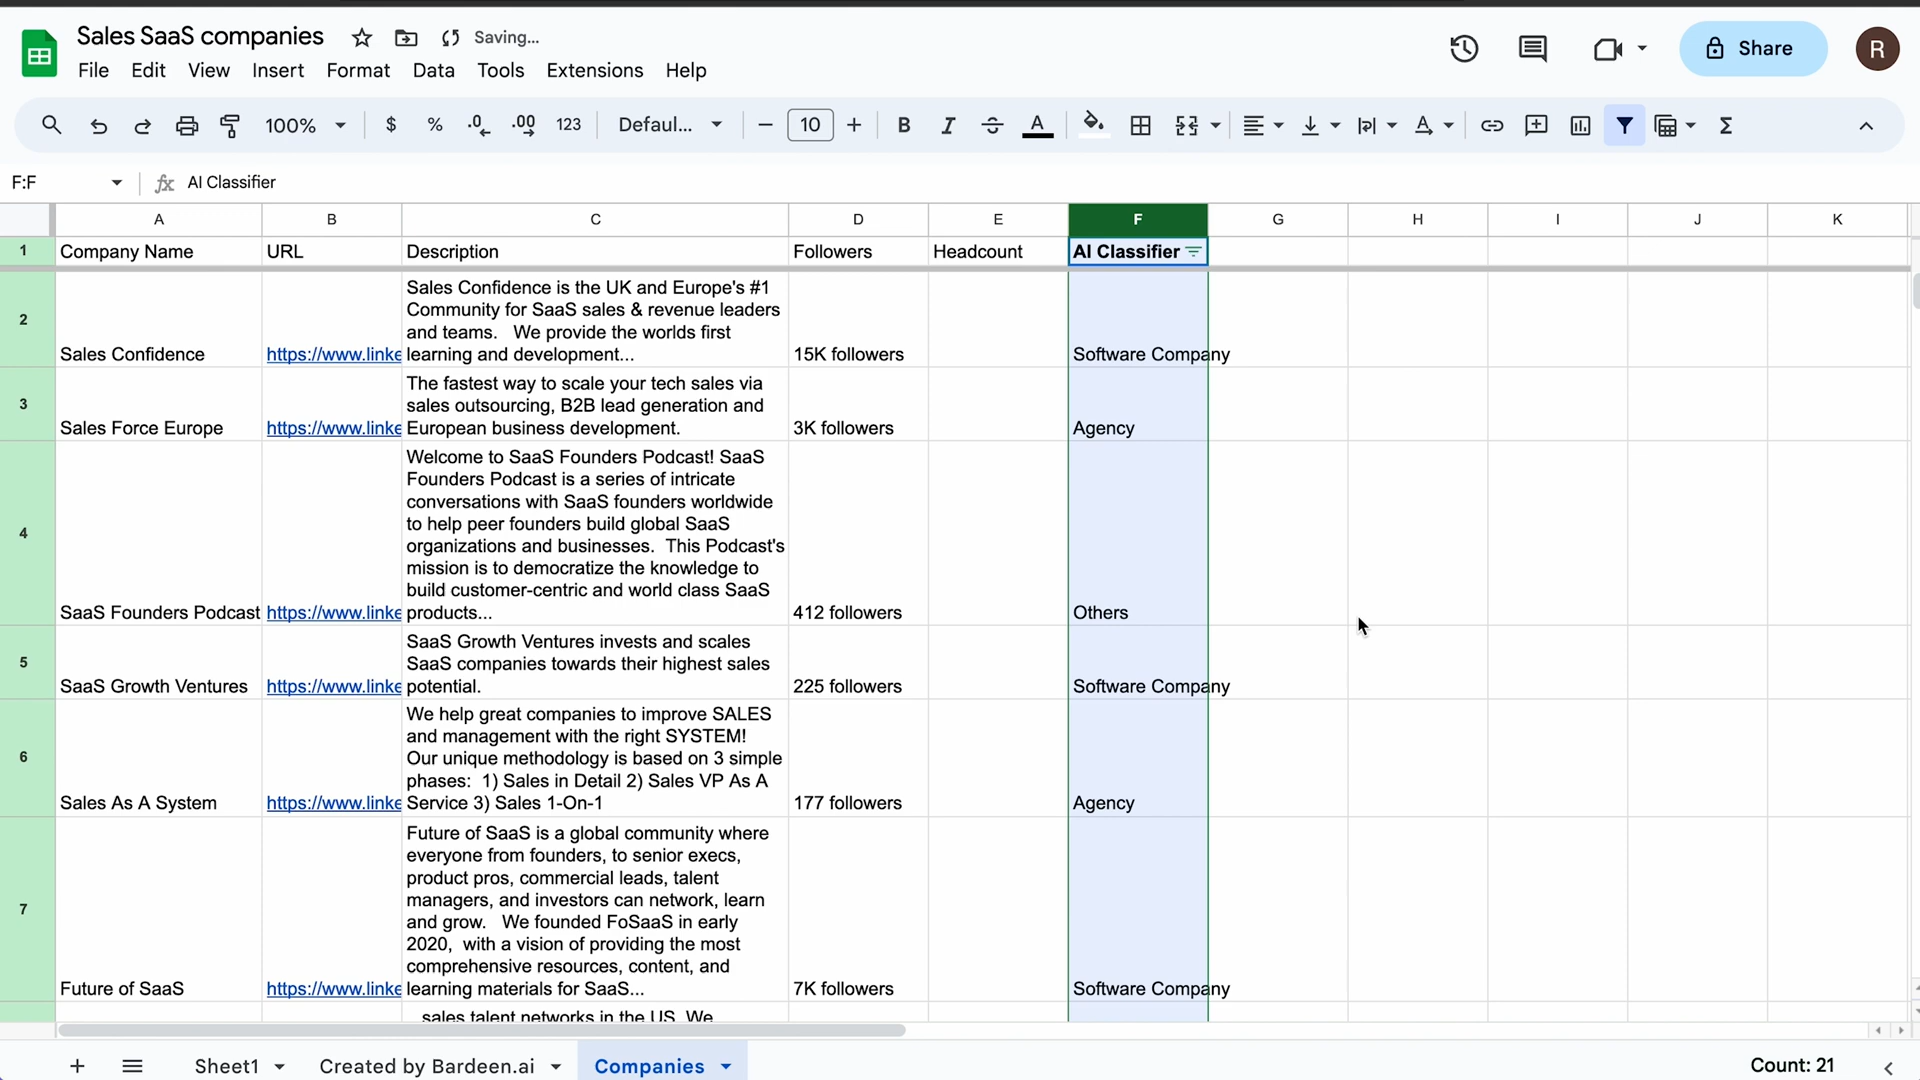 Sales SaaS companies
Saving...
File Edit View Insert Format Data Tools Extensions Help
Share
R
100%
$ % .0 .00 123
Defaul...
10
B I A
F:F
fx AI Classifier
A B C D E F G H I J K
1 Company Name URL Description Followers Headcount AI Classifier
2
Sales Confidence
https://www.linke
Sales Confidence is the UK and Europe's #1
Community for SaaS sales & revenue leaders
and teams.   We provide the worlds first
learning and development...
15K followers
Software Company
3
Sales Force Europe
https://www.linke
The fastest way to scale your tech sales via
sales outsourcing, B2B lead generation and
European business development.
3K followers
Agency
4
SaaS Founders Podcast
https://www.linke
Welcome to SaaS Founders Podcast! SaaS
Founders Podcast is a series of intricate
conversations with SaaS founders worldwide
to help peer founders build global SaaS
organizations and businesses.  This Podcast's
mission is to democratize the knowledge to
build customer-centric and world class SaaS
products...
412 followers
Others
5
SaaS Growth Ventures
https://www.linke
SaaS Growth Ventures invests and scales
SaaS companies towards their highest sales
potential.
225 followers
Software Company
6
Sales As A System
https://www.linke
We help great companies to improve SALES
and management with the right SYSTEM!
Our unique methodology is based on 3 simple
phases:  1) Sales in Detail 2) Sales VP As A
Service 3) Sales 1-On-1
177 followers
Agency
7
Future of SaaS
https://www.linke
Future of SaaS is a global community where
everyone from founders, to senior execs,
product pros, commercial leads, talent
managers, and investors can network, learn
and grow.   We founded FoSaaS in early
2020,  with a vision of providing the most
comprehensive resources, content, and
learning materials for SaaS...
7K followers
Software Company
sales talent networks in the US. We
Sheet1
Created by Bardeen.ai
Companies
Count: 21